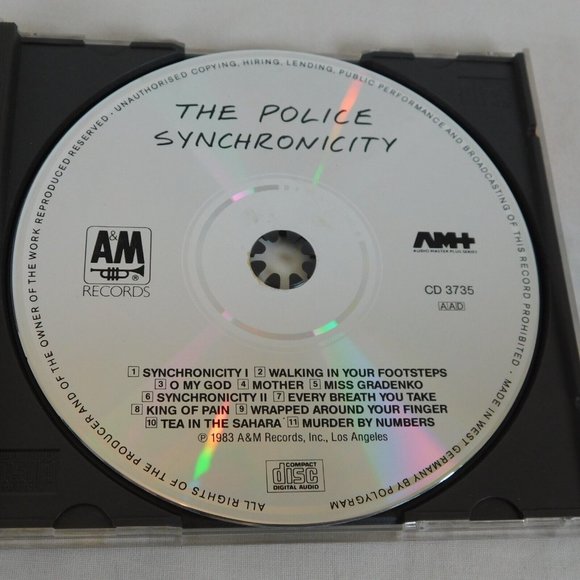 · UNAUTHORISED COPYING, HIRING, LENDING, PUBLIC PERFORMANCE AND BROADCASTING OF THIS RECORD PROHIBITED · MADE IN WEST GERMANY BY POLYGRAM
ALL RIGHTS OF THE PRODUCER AND OF THE OWNER OF THE WORK REPRODUCED RESERVED
THE POLICE
SYNCHRONICITY
A&M
®
RECORDS
AM+
AUDIO MASTER PLUS SERIES
CD 3735
AAD
1 SYNCHRONICITY I 2 WALKING IN YOUR FOOTSTEPS
3 O MY GOD 4 MOTHER 5 MISS GRADENKO
6 SYNCHRONICITY II 7 EVERY BREATH YOU TAKE
8 KING OF PAIN 9 WRAPPED AROUND YOUR FINGER
10 TEA IN THE SAHARA 11 MURDER BY NUMBERS
℗ 1983 A&M Records, Inc., Los Angeles
COMPACT
disc
DIGITAL AUDIO